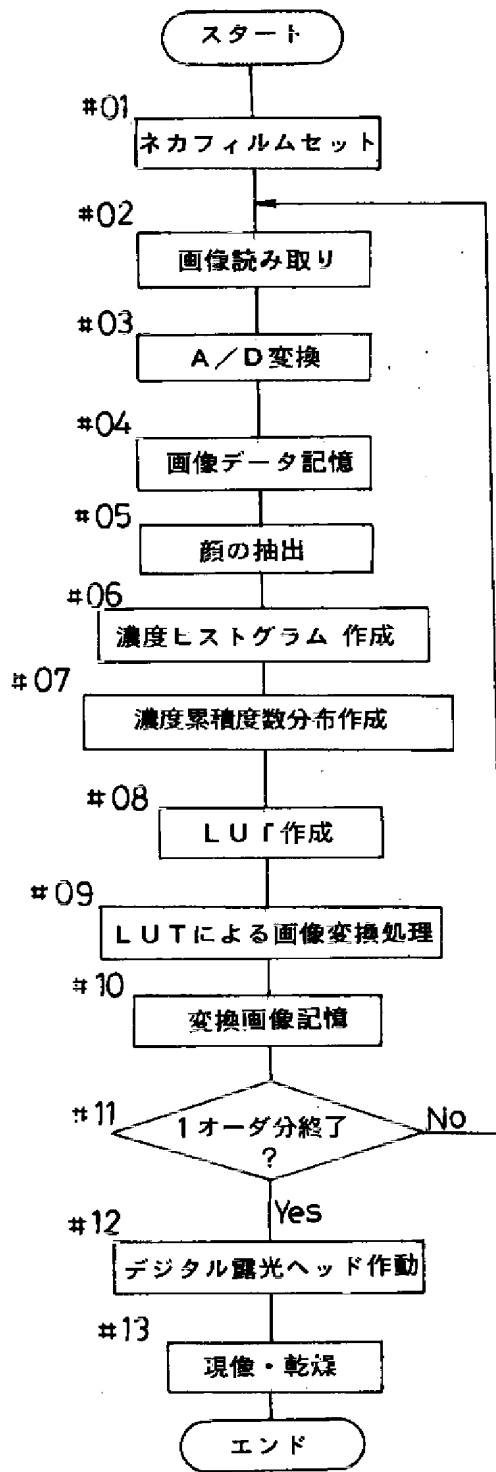 スタート
#01
ネカフィルムセット
#02
画像読み取り
#03
A/D変換
#04
画像データ記憶
#05
顔の抽出
#06
濃度ヒストグラム 作成
#07
濃度累積度数分布作成
#08
LUT作成
#09
LUTによる画像変換処理
#10
変換画像記憶
#11
1オーダ分終了
?
No
Yes
#12
デジタル露光ヘッド作動
#13
現像・乾燥
エンド